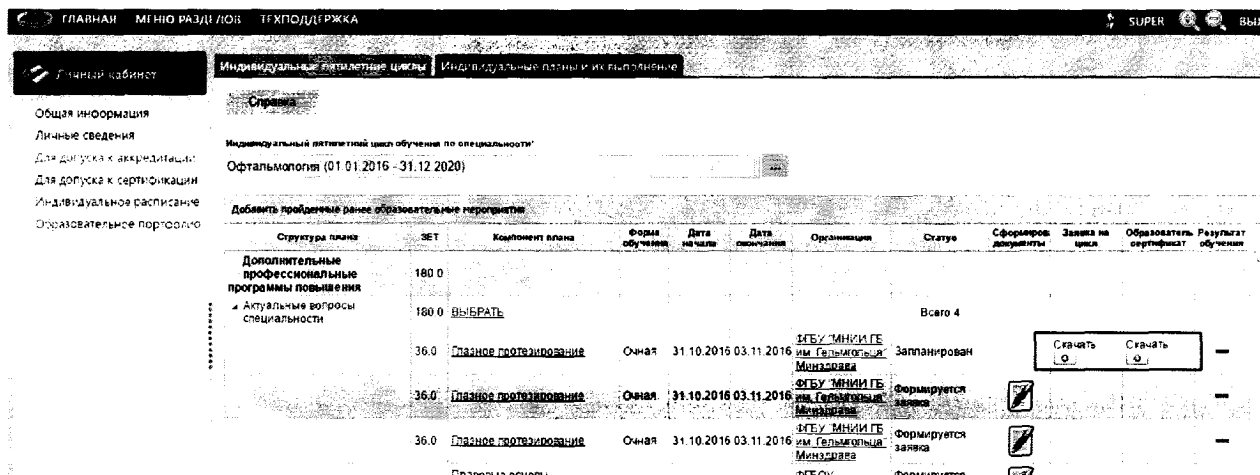 ГЛАВНАЯ МЕНЮ РАЗДЕЛОВ ТЕХПОДДЕРЖКА SUPER ВЫХ
Личный кабинет
Индивидуальные пятилетние циклы Индивидуальные планы и их выполнение
Справка
Общая информация
Личные сведения
Для допуска к аккредитации
Для допуска к сертификации
Индивидуальное расписание
Образовательное портфолио
Индивидуальный пятилетний цикл обучения по специальности*
Офтальмология (01.01.2016 - 31.12.2020) ...
Добавить пройденные ранее образовательные мероприятия
Структура плана ЗЕТ Компонент плана Форма обучения Дата начала Дата окончания Организация Статус Сформиров. документы Заявка на цикл Образователь. сертификат Результат обучения
Дополнительные
профессиональные
программы повышения
180.0
Актуальные вопросы
специальности
180.0 ВЫБРАТЬ Всего 4
36.0 Глазное протезирование Очная 31.10.2016 03.11.2016 ФГБУ "МНИИ ГБ им. Гельмгольца" Минздрава Запланирован Скачать Скачать
36.0 Глазное протезирование Очная 31.10.2016 03.11.2016 ФГБУ "МНИИ ГБ им. Гельмгольца" Минздрава Формируется заявка
36.0 Глазное протезирование Очная 31.10.2016 03.11.2016 ФГБУ "МНИИ ГБ им. Гельмгольца" Минздрава Формируется заявка
Правовые основы ФГБОУ Формируется